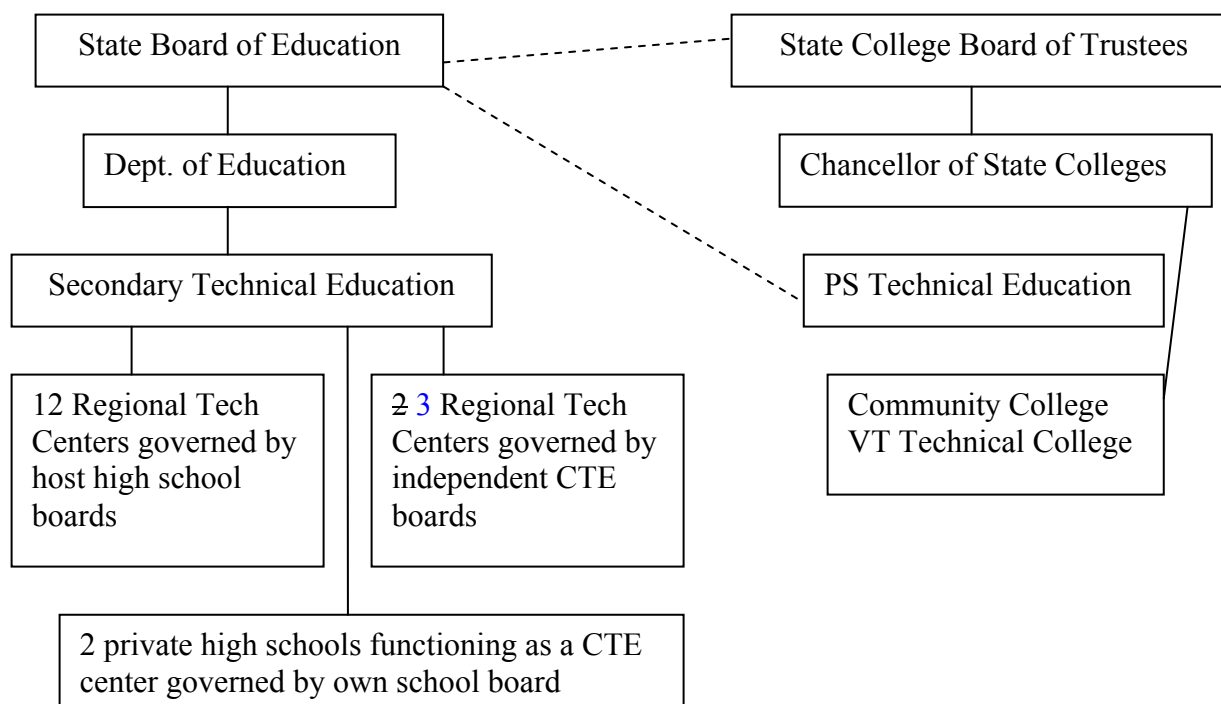 State Board of Education
State College Board of Trustees
Dept. of Education
Chancellor of State Colleges
Secondary Technical Education
PS Technical Education
12 Regional Tech
Centers governed by
host high school
boards
2 3 Regional Tech
Centers governed by
independent CTE
boards
Community College
VT Technical College
2 private high schools functioning as a CTE
center governed by own school board